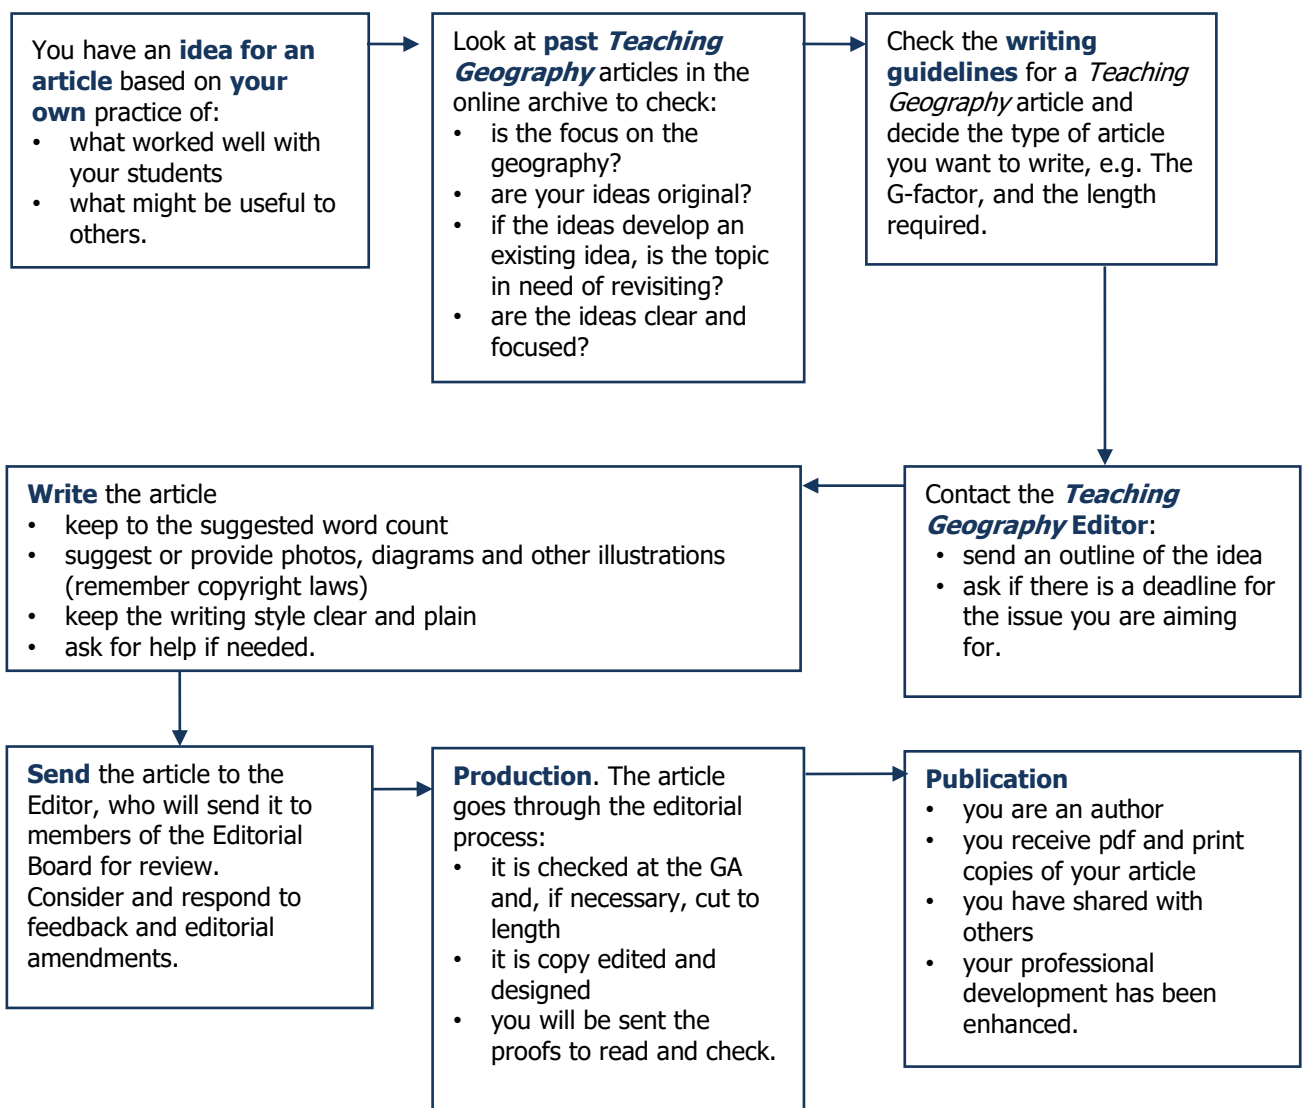 You have an idea for an
article based on your
own practice of:
• what worked well with
your students
• what might be useful to
others.
Look at past Teaching
Geography articles in the
online archive to check:
• is the focus on the
geography?
• are your ideas original?
• if the ideas develop an
existing idea, is the topic
in need of revisiting?
• are the ideas clear and
focused?
Check the writing
guidelines for a Teaching
Geography article and
decide the type of article
you want to write, e.g. The
G-factor, and the length
required.
Contact the Teaching
Geography Editor:
• send an outline of the idea
• ask if there is a deadline for
the issue you are aiming
for.
Write the article
• keep to the suggested word count
• suggest or provide photos, diagrams and other illustrations
(remember copyright laws)
• keep the writing style clear and plain
• ask for help if needed.
Send the article to the
Editor, who will send it to
members of the Editorial
Board for review.
Consider and respond to
feedback and editorial
amendments.
Production. The article
goes through the editorial
process:
• it is checked at the GA
and, if necessary, cut to
length
• it is copy edited and
designed
• you will be sent the
proofs to read and check.
Publication
• you are an author
• you receive pdf and print
copies of your article
• you have shared with
others
• your professional
development has been
enhanced.